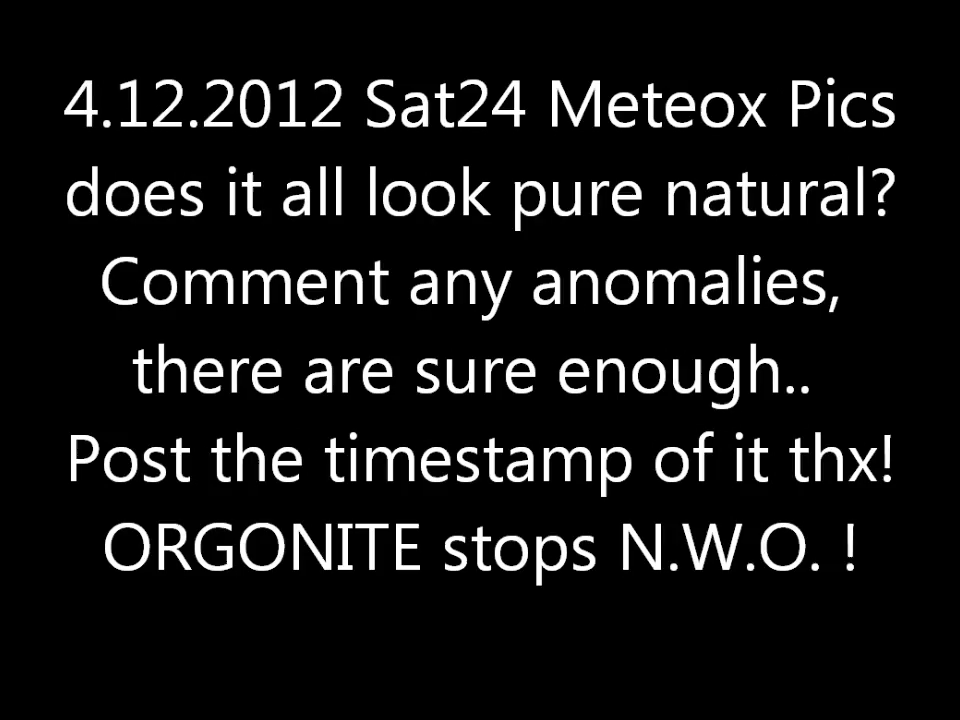 4.12.2012 Sat24 Meteox Pics
does it all look pure natural?
Comment any anomalies,
there are sure enough..
Post the timestamp of it thx!
ORGONITE stops N.W.O. !